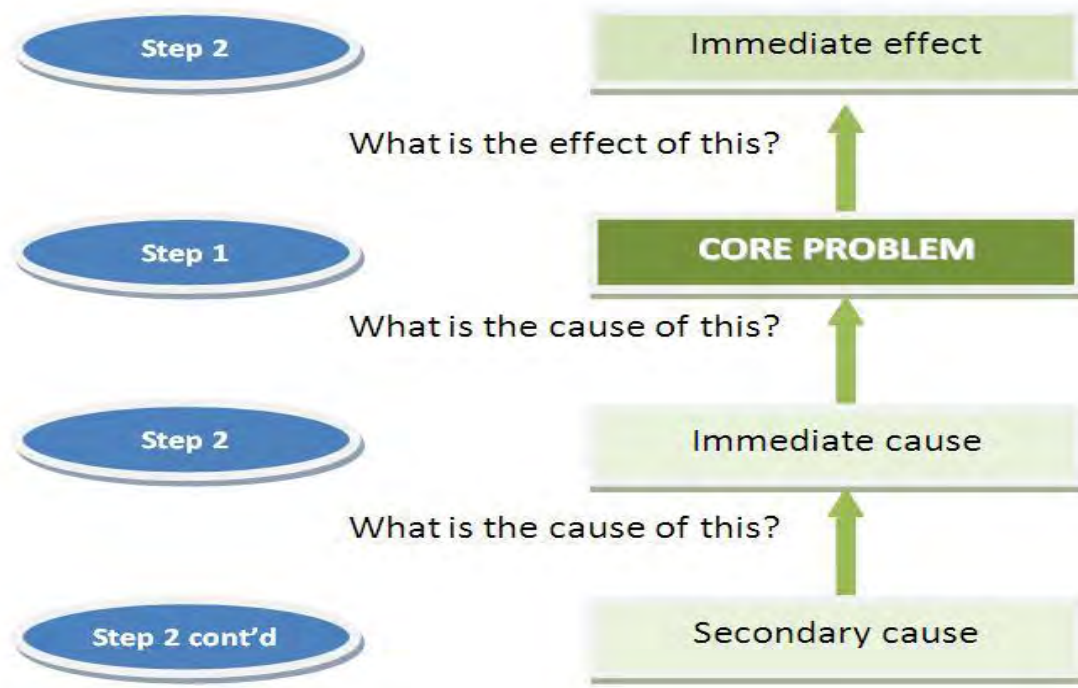 Step 2
Immediate effect
What is the effect of this?
Step 1
CORE PROBLEM
What is the cause of this?
Step 2
Immediate cause
What is the cause of this?
Step 2 cont’d
Secondary cause